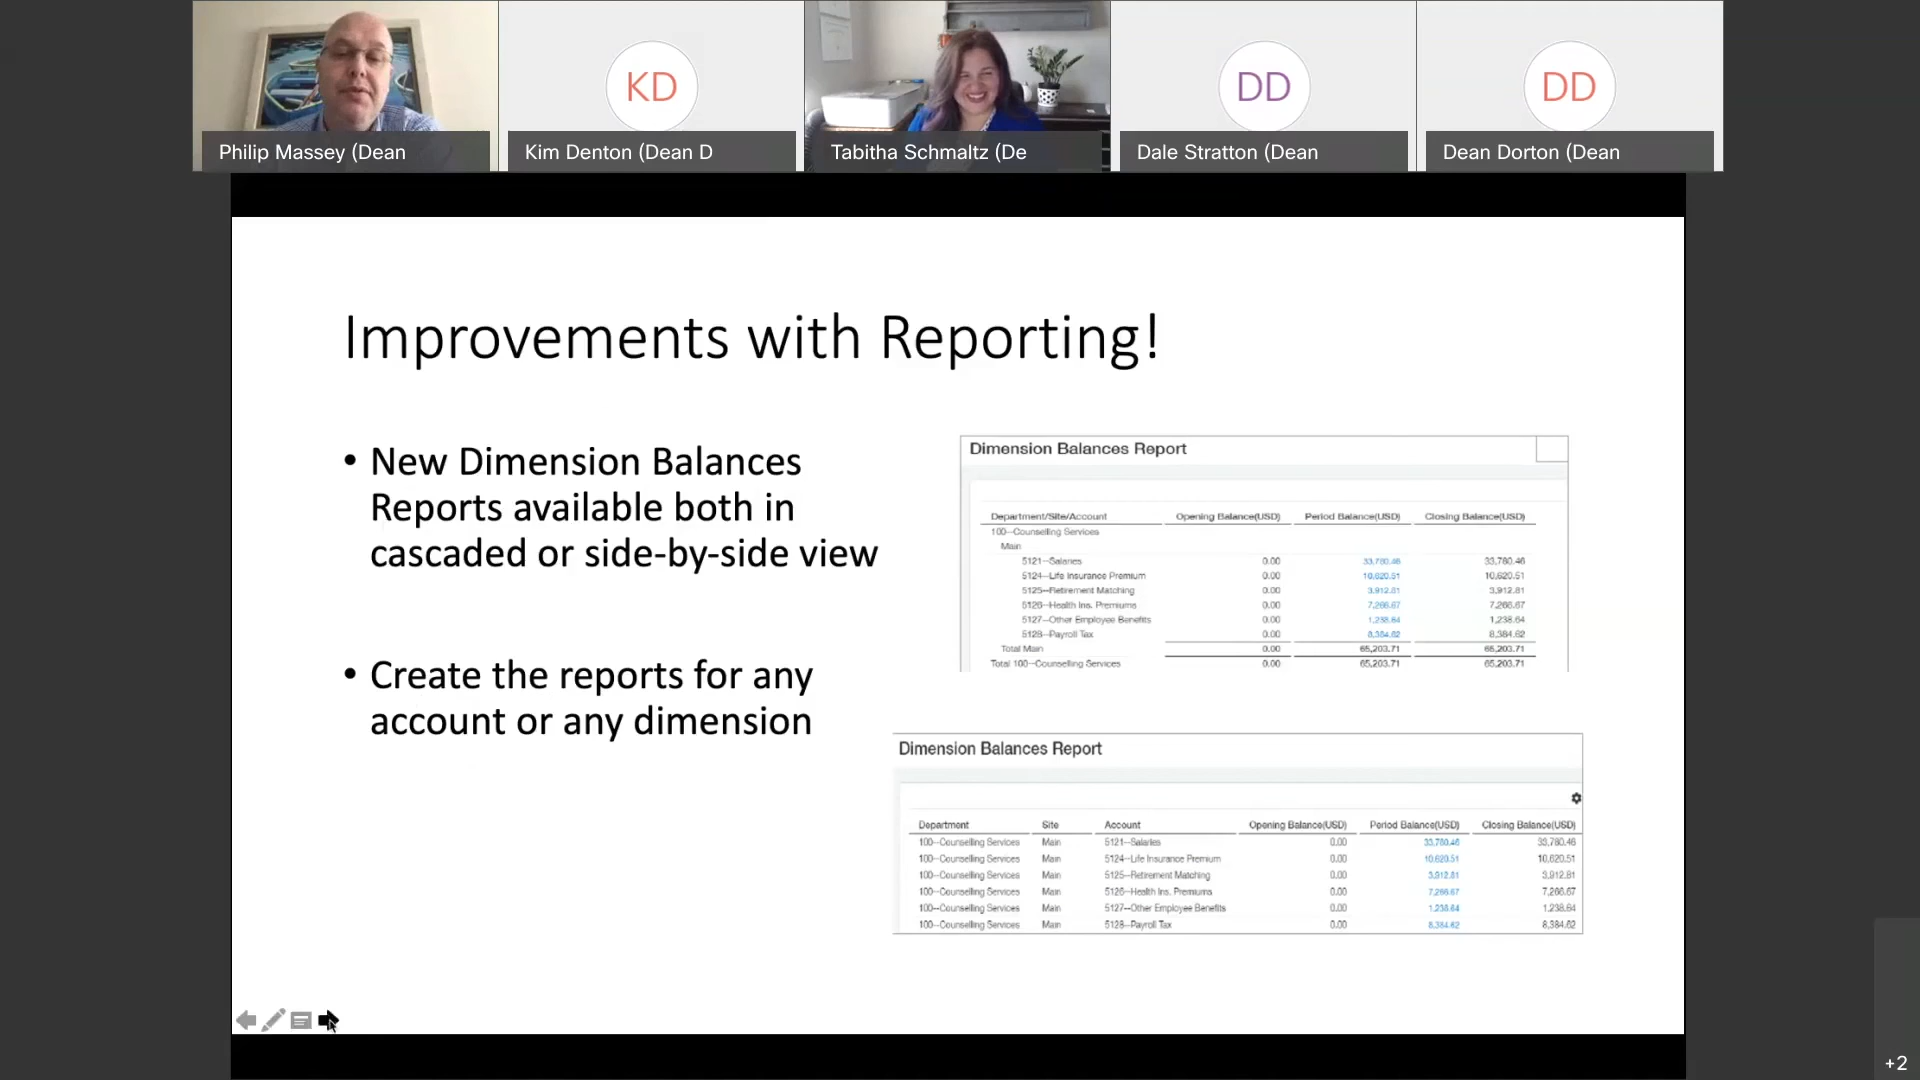 Philip Massey (Dean
KD
Kim Denton (Dean D
Tabitha Schmaltz (De
DD
Dale Stratton (Dean
DD
Dean Dorton (Dean
Improvements with Reporting!
• New Dimension Balances
Reports available both in
cascaded or side-by-side view
• Create the reports for any
account or any dimension
Dimension Balances Report
Department/Site/Account Opening Balance(USD) Period Balance(USD) Closing Balance(USD)
100--Counselling Services
Main
5121--Salaries 0.00 33,780.46 33,780.46
5124--Life Insurance Premium 0.00 10,620.51 10,620.51
5125--Retirement Matching 0.00 3,912.81 3,912.81
5126--Health Ins. Premiums 0.00 7,266.67 7,266.67
5127--Other Employee Benefits 0.00 1,238.64 1,238.64
5128--Payroll Tax 0.00 8,384.62 8,384.62
Total Main 0.00 65,203.71 65,203.71
Total 100--Counselling Services 0.00 65,203.71 65,203.71
Dimension Balances Report
Department Site Account Opening Balance(USD) Period Balance(USD) Closing Balance(USD)
100--Counselling Services Main 5121--Salaries 0.00 33,780.46 33,780.46
100--Counselling Services Main 5124--Life Insurance Premium 0.00 10,620.51 10,620.51
100--Counselling Services Main 5125--Retirement Matching 0.00 3,912.81 3,912.81
100--Counselling Services Main 5126--Health Ins. Premiums 0.00 7,266.67 7,266.67
100--Counselling Services Main 5127--Other Employee Benefits 0.00 1,238.64 1,238.64
100--Counselling Services Main 5128--Payroll Tax 0.00 8,384.62 8,384.62
+2